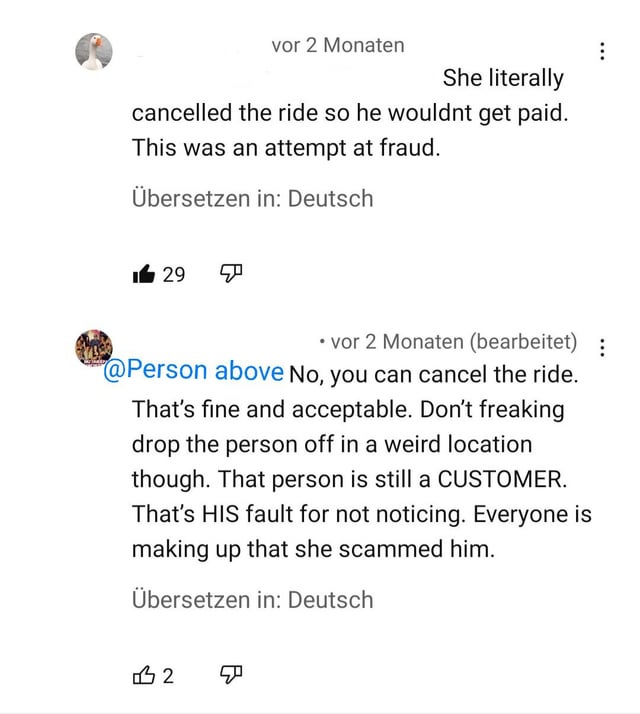 vor 2 Monaten
She literally
cancelled the ride so he wouldnt get paid.
This was an attempt at fraud.
Übersetzen in: Deutsch
29
• vor 2 Monaten (bearbeitet)
@Person above No, you can cancel the ride.
That's fine and acceptable. Don't freaking
drop the person off in a weird location
though. That person is still a CUSTOMER.
That's HIS fault for not noticing. Everyone is
making up that she scammed him.
Übersetzen in: Deutsch
2